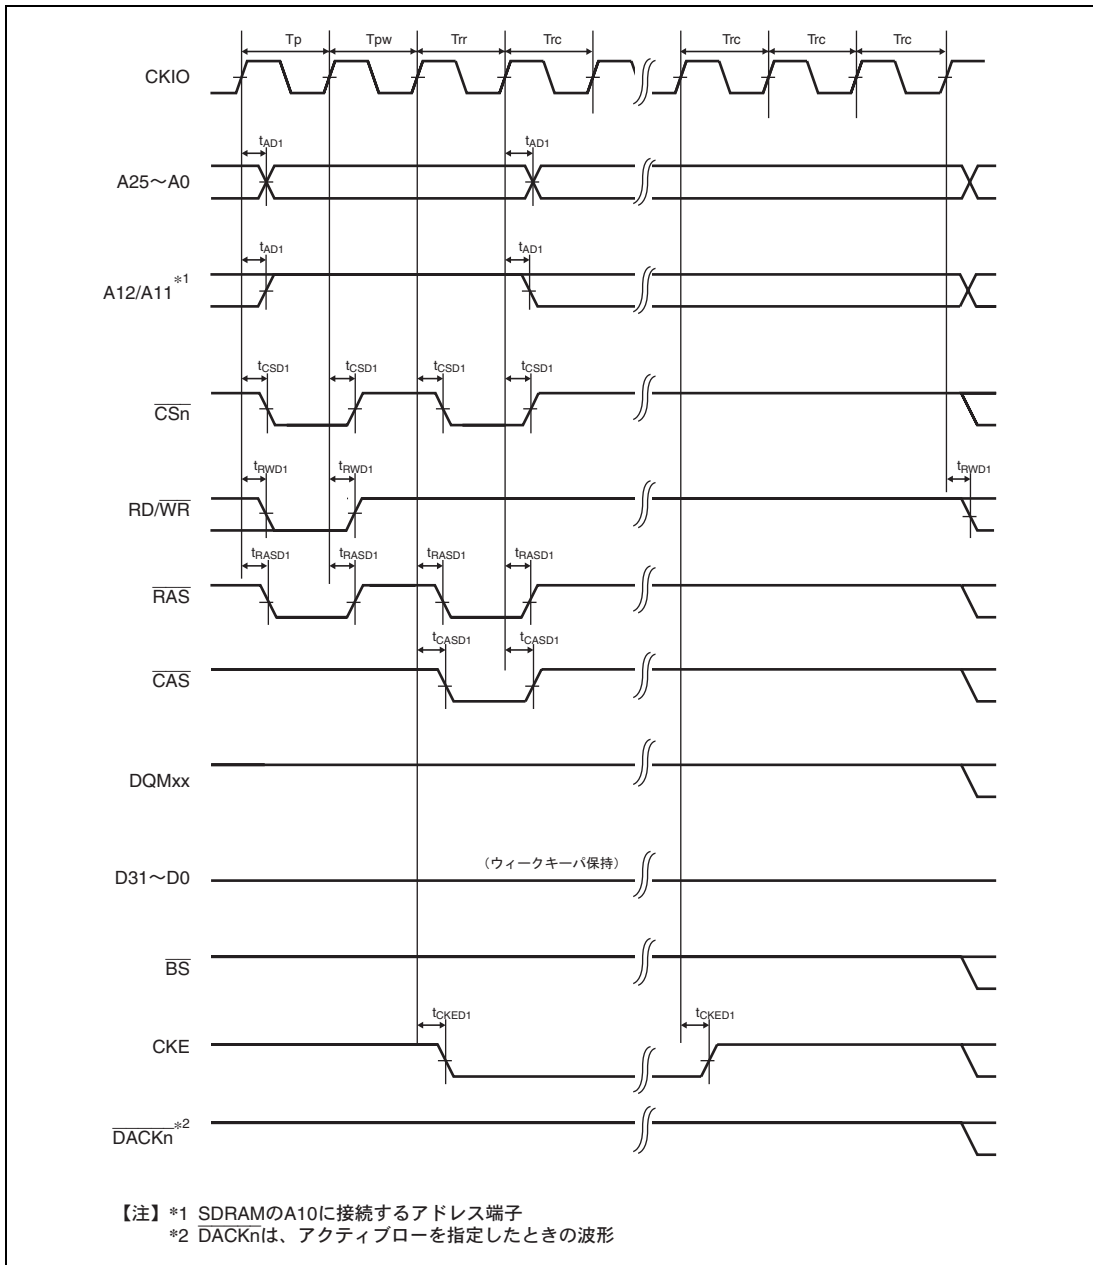 Tp Tpw Trr Trc Trc Trc Trc
CKIO
tAD1 tAD1
A25～A0
tAD1 tAD1
A12/A11*1
tCSD1 tCSD1 tCSD1 tCSD1
CSn
tRWD1 tRWD1 tRWD1
RD/WR
tRASD1 tRASD1 tRASD1 tRASD1
RAS
tCASD1 tCASD1
CAS
DQMxx
（ウィークキーパ保持）
D31～D0
BS
tCKED1 tCKED1
CKE
DACKn*2
【注】*1 SDRAMのA10に接続するアドレス端子
*2 DACKnは、アクティブローを指定したときの波形